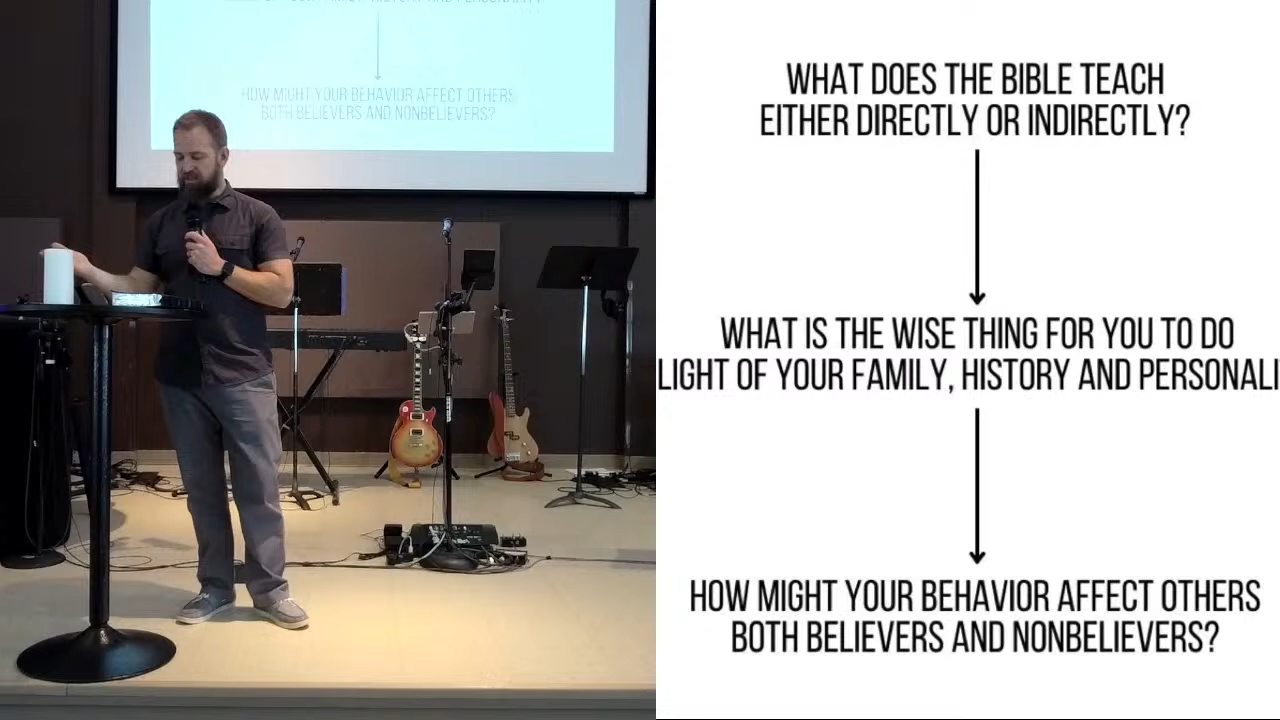 HOW MIGHT YOUR BEHAVIOR AFFECT OTHERS
BOTH BELIEVERS AND NONBELIEVERS?
WHAT DOES THE BIBLE TEACH
EITHER DIRECTLY OR INDIRECTLY?
WHAT IS THE WISE THING FOR YOU TO DO
LIGHT OF YOUR FAMILY, HISTORY AND PERSONALI
HOW MIGHT YOUR BEHAVIOR AFFECT OTHERS
BOTH BELIEVERS AND NONBELIEVERS?